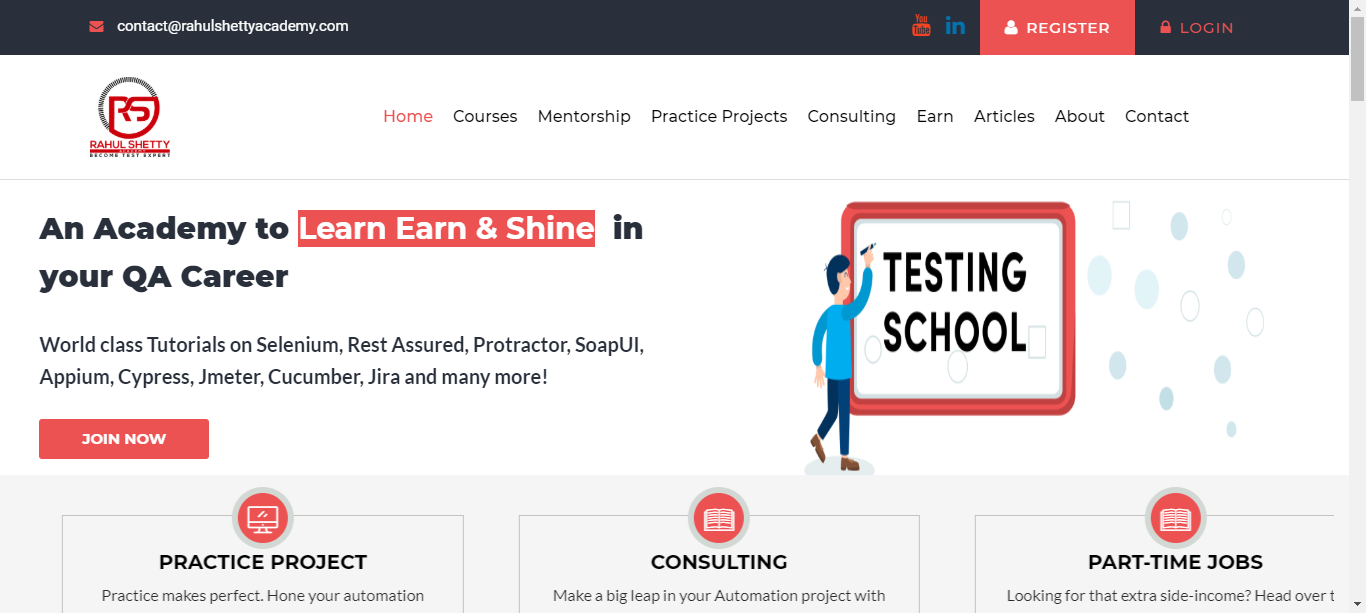 contact@rahulshettyacademy.com
You
Tube
in
REGISTER
LOGIN
RS
RAHUL SHETTY
ACADEMY
BECOME TEST EXPERT
Home Courses Mentorship Practice Projects Consulting Earn Articles About Contact
An Academy to Learn Earn & Shine in
your QA Career
World class Tutorials on Selenium, Rest Assured, Protractor, SoapUI,
Appium, Cypress, Jmeter, Cucumber, Jira and many more!
JOIN NOW
TESTING
SCHOOL
PRACTICE PROJECT
Practice makes perfect. Hone your automation
CONSULTING
Make a big leap in your Automation project with
PART-TIME JOBS
Looking for that extra side-income? Head over t